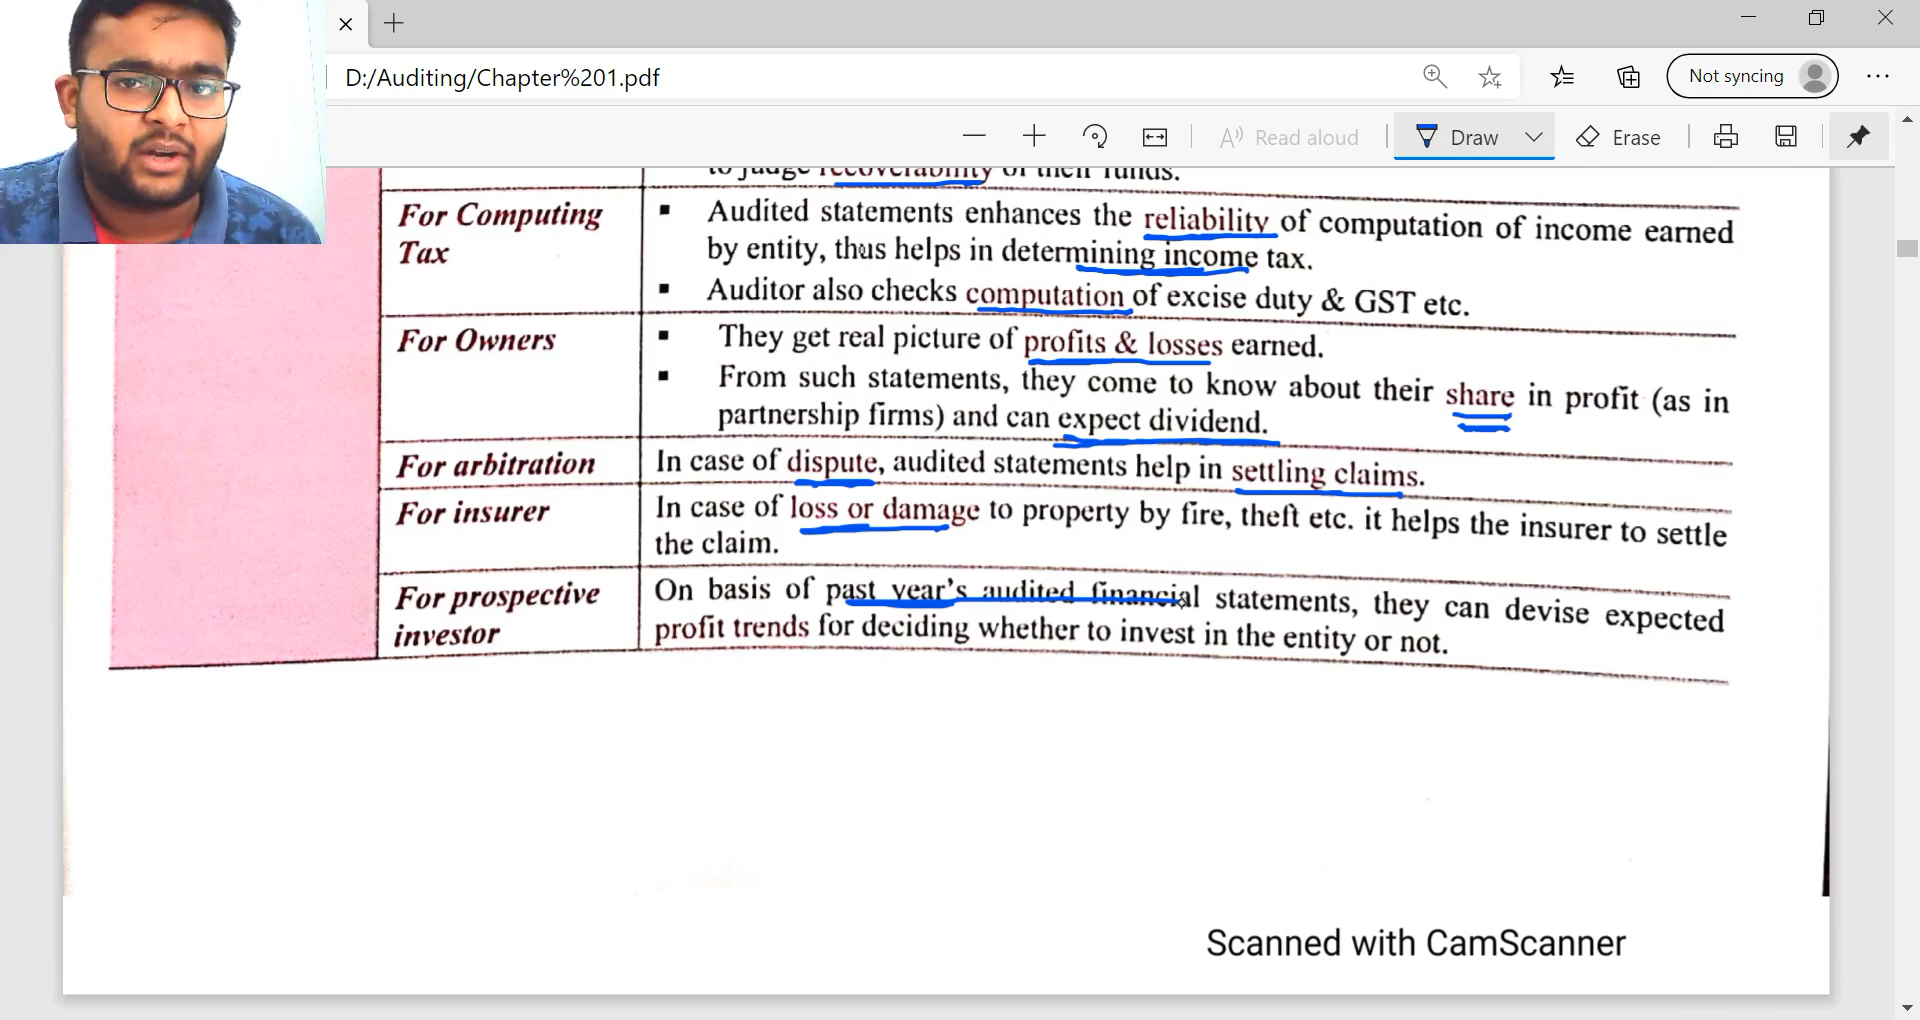 D:/Auditing/Chapter%201.pdf
Not syncing
Read aloud
Draw
Erase
to judge recoverability of their funds.
For Computing
Tax
▪ Audited statements enhances the reliability of computation of income earned
by entity, thus helps in determining income tax.
▪ Auditor also checks computation of excise duty & GST etc.
For Owners
▪ They get real picture of profits & losses earned.
▪ From such statements, they come to know about their share in profit (as in
partnership firms) and can expect dividend.
For arbitration
In case of dispute, audited statements help in settling claims.
For insurer
In case of loss or damage to property by fire, theft etc. it helps the insurer to settle
the claim.
For prospective
investor
On basis of past year's audited financial statements, they can devise expected
profit trends for deciding whether to invest in the entity or not.
Scanned with CamScanner